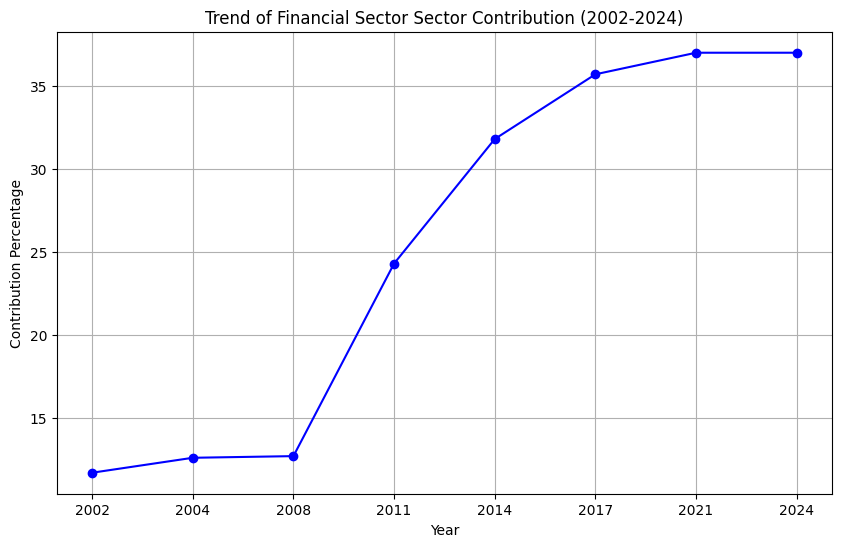 Trend of Financial Sector Sector Contribution (2002-2024)
Contribution Percentage
35
30
25
20
15
2002 2004 2008 2011 2014 2017 2021 2024
Year